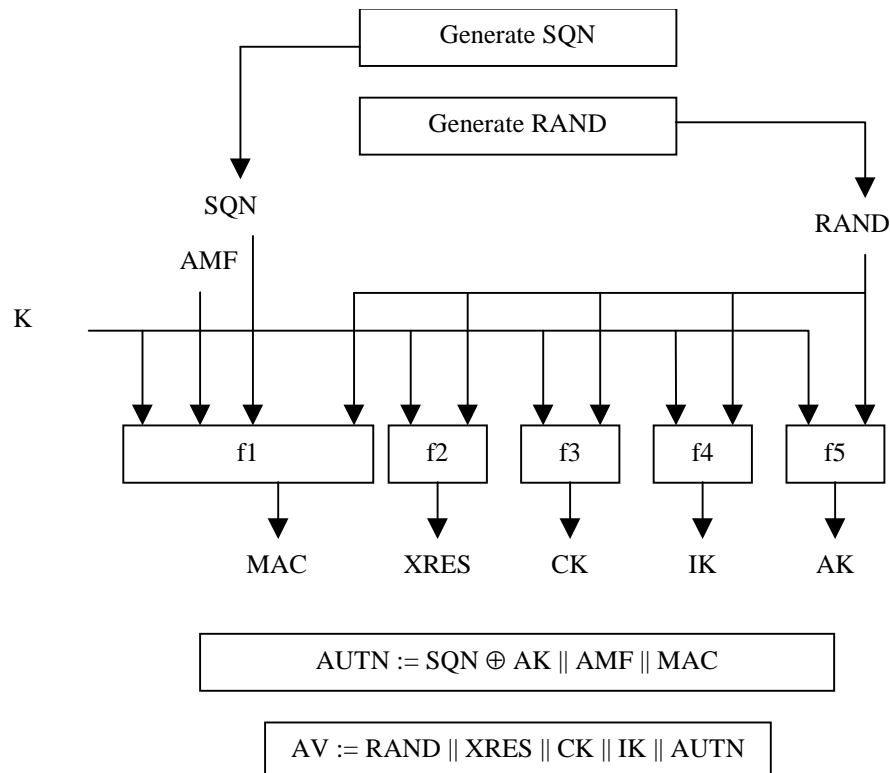 Generate SQN
Generate RAND
SQN
RAND
AMF
K
f1
f2
f3
f4
f5
MAC
XRES
CK
IK
AK
AUTN := SQN ⊕ AK || AMF || MAC
AV := RAND || XRES || CK || IK || AUTN